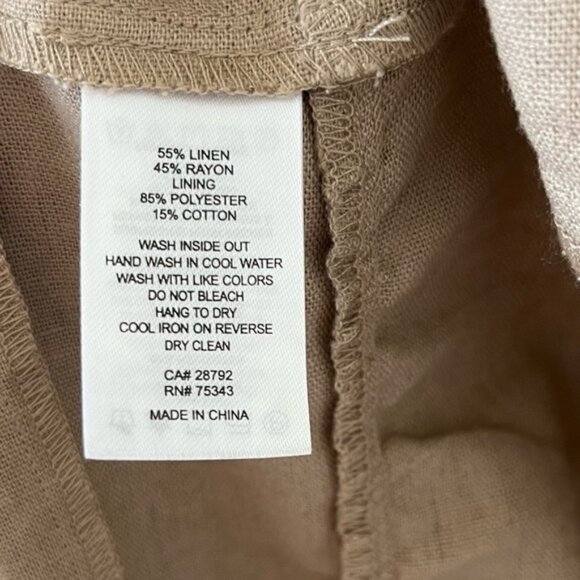 55% LINEN
45% RAYON
LINING
85% POLYESTER
15% COTTON
WASH INSIDE OUT
HAND WASH IN COOL WATER
WASH WITH LIKE COLORS
DO NOT BLEACH
HANG TO DRY
COOL IRON ON REVERSE
DRY CLEAN
CA# 28792
RN# 75343
MADE IN CHINA